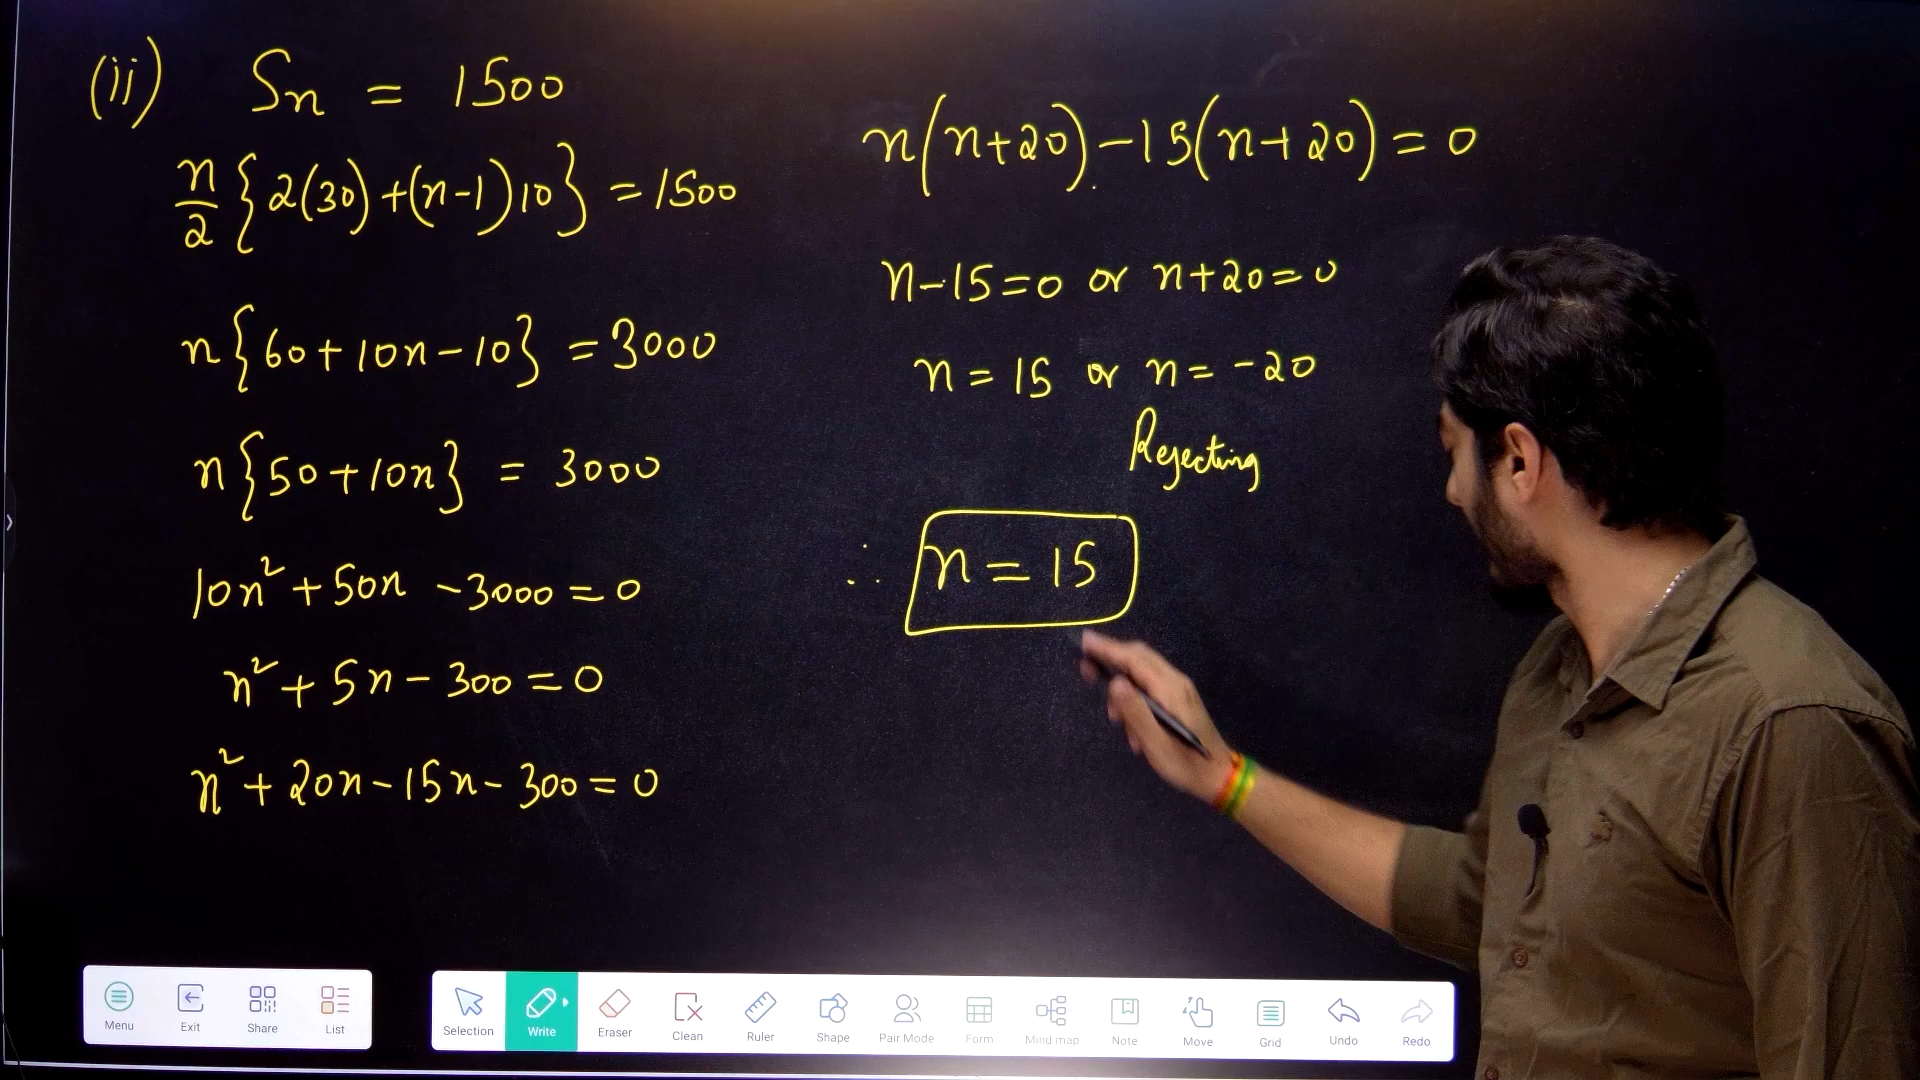 (ii) Sn = 1500
n/2 {2(30)+(n-1)10} = 1500
n{60+10n-10} = 3000
n{50+10n} = 3000
10n²+50n -3000=0
n²+5n-300=0
n²+20n-15n-300=0
n(n+20)-15(n+20)=0
n-15=0 or n+20=0
n=15 or n=-20
Rejecting
∴ n=15
Menu Exit Share List
Selection Write Eraser Clean Ruler Shape Pair Mode Form Mind map Note Move Grid Undo Redo